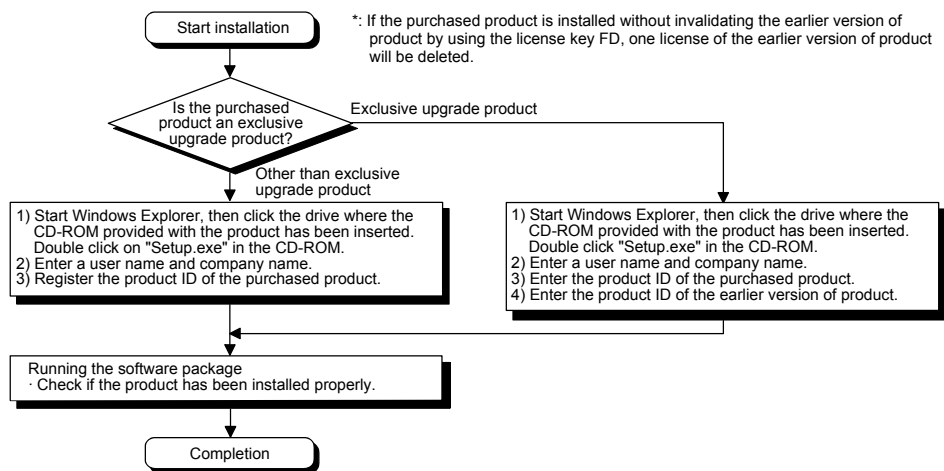 Start installation
*: If the purchased product is installed without invalidating the earlier version of
product by using the license key FD, one license of the earlier version of product
will be deleted.
Is the purchased
product an exclusive
upgrade product?
Exclusive upgrade product
Other than exclusive
upgrade product
1) Start Windows Explorer, then click the drive where the
CD-ROM provided with the product has been inserted.
Double click on "Setup.exe" in the CD-ROM.
2) Enter a user name and company name.
3) Register the product ID of the purchased product.
1) Start Windows Explorer, then click the drive where the
CD-ROM provided with the product has been inserted.
Double click "Setup.exe" in the CD-ROM.
2) Enter a user name and company name.
3) Enter the product ID of the purchased product.
4) Enter the product ID of the earlier version of product.
Running the software package
· Check if the product has been installed properly.
Completion